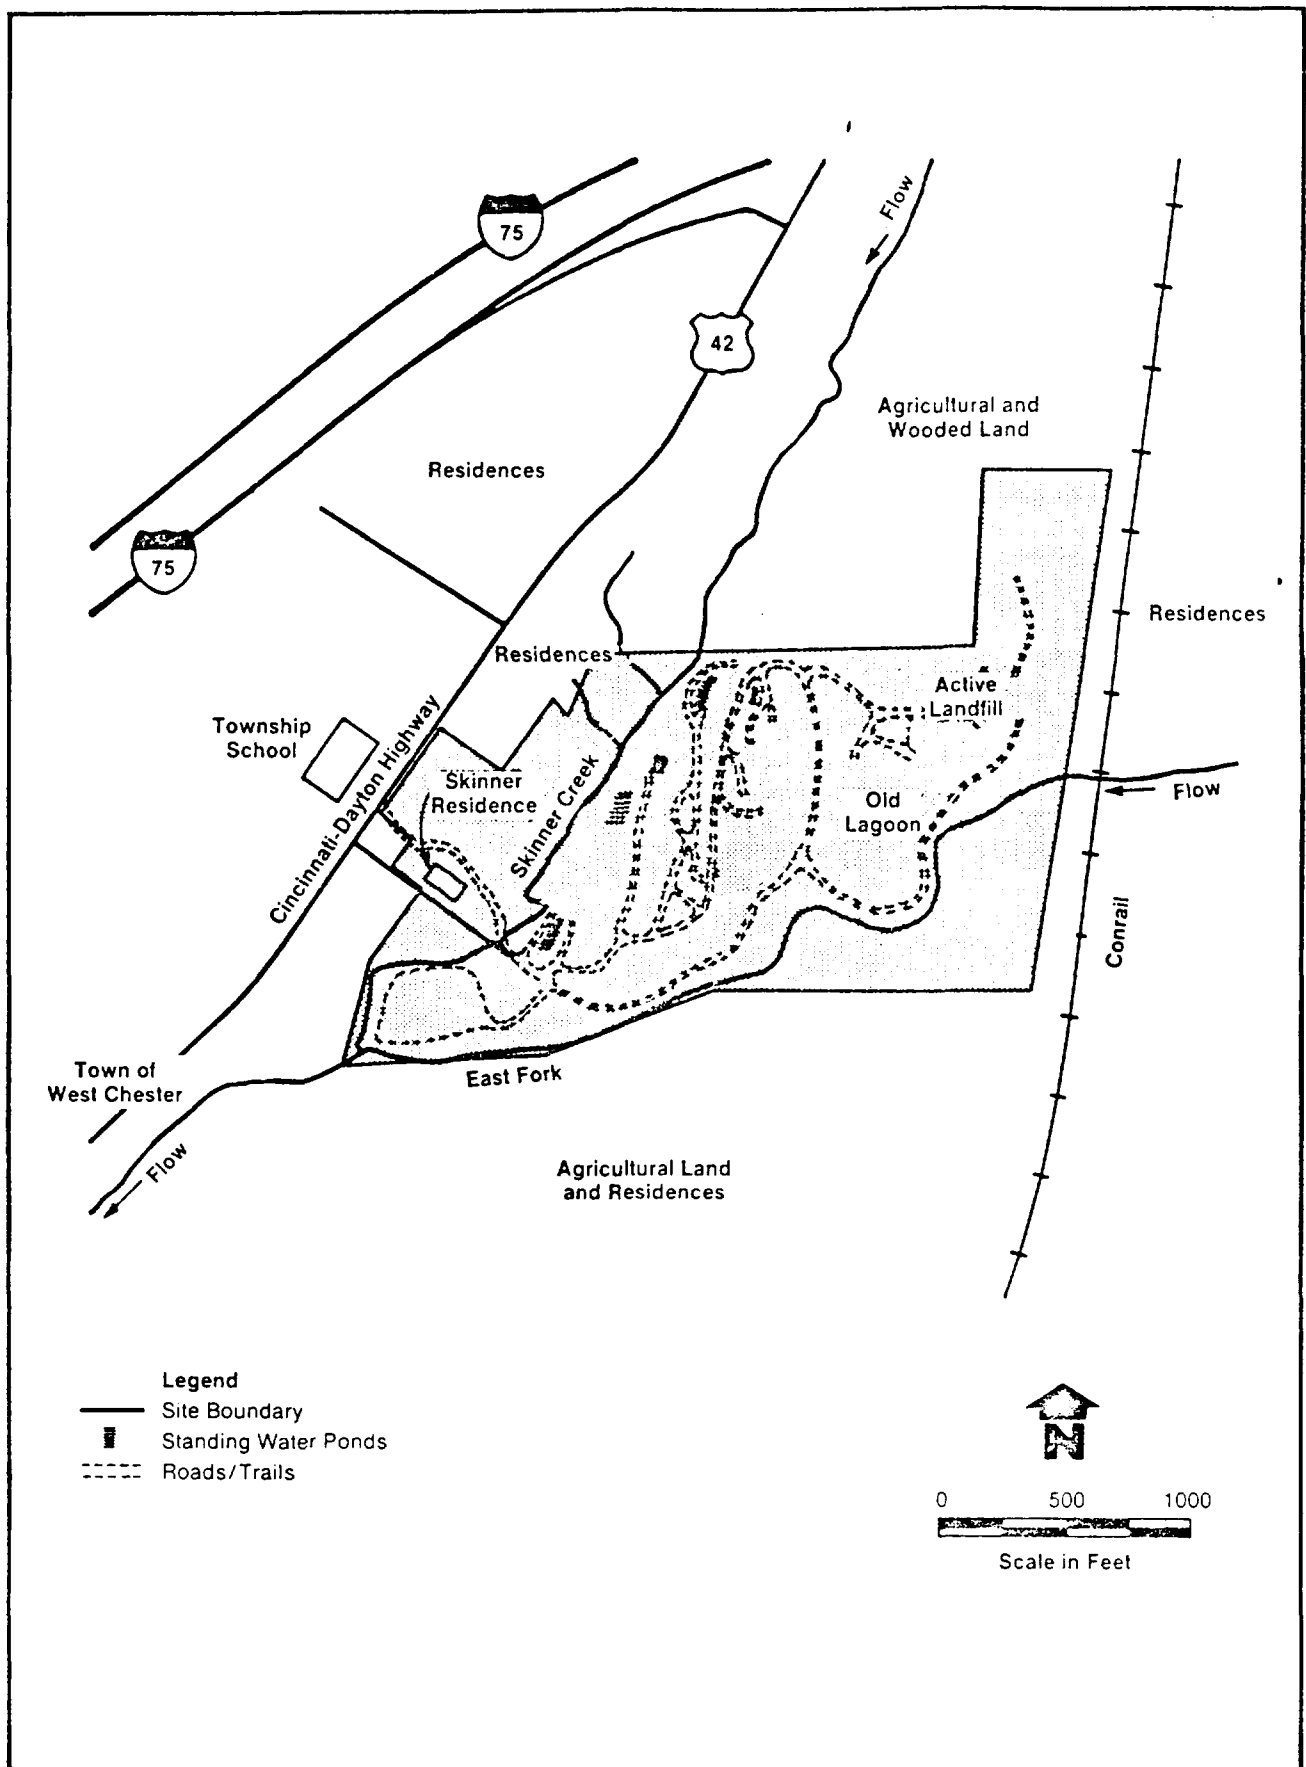 Flow
75
42
Agricultural and
Wooded Land
Residences
75
Residences
Residences
Active
Landfill
Township
School
Cincinnati-Dayton Highway
Skinner
Residence
Skinner Creek
Old
Lagoon
Flow
Conrail
Town of
West Chester
East Fork
Flow
Agricultural Land
and Residences
Legend
Site Boundary
Standing Water Ponds
Roads/Trails
N
0 500 1000
Scale in Feet